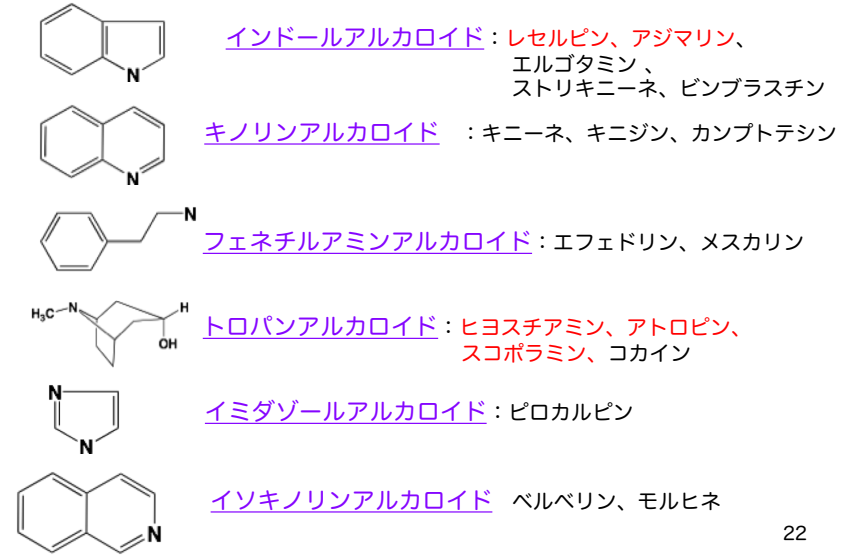 インドールアルカロイド：レセルピン、アジマリン、
エルゴタミン 、
ストリキニーネ、ビンブラスチン
N
キノリンアルカロイド ：キニーネ、キニジン、カンプトテシン
N
N
フェネチルアミンアルカロイド：エフェドリン、メスカリン
H₃C N H
OH
トロパンアルカロイド：ヒヨスチアミン、アトロピン、
スコポラミン、コカイン
N
N
イミダゾールアルカロイド：ピロカルピン
イソキノリンアルカロイド ベルベリン、モルヒネ
N
22